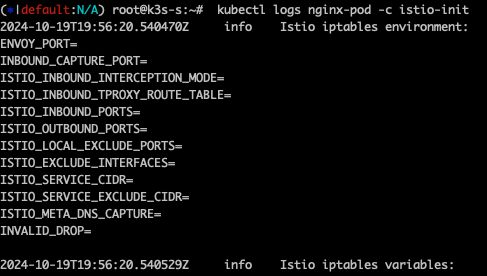 (●|default:N/A) root@k3s-s:~# kubectl logs nginx-pod -c istio-init
2024-10-19T19:56:20.540470Z info Istio iptables environment:
ENVOY_PORT=
INBOUND_CAPTURE_PORT=
ISTIO_INBOUND_INTERCEPTION_MODE=
ISTIO_INBOUND_TPROXY_ROUTE_TABLE=
ISTIO_INBOUND_PORTS=
ISTIO_OUTBOUND_PORTS=
ISTIO_LOCAL_EXCLUDE_PORTS=
ISTIO_EXCLUDE_INTERFACES=
ISTIO_SERVICE_CIDR=
ISTIO_SERVICE_EXCLUDE_CIDR=
ISTIO_META_DNS_CAPTURE=
INVALID_DROP=
2024-10-19T19:56:20.540529Z info Istio iptables variables: